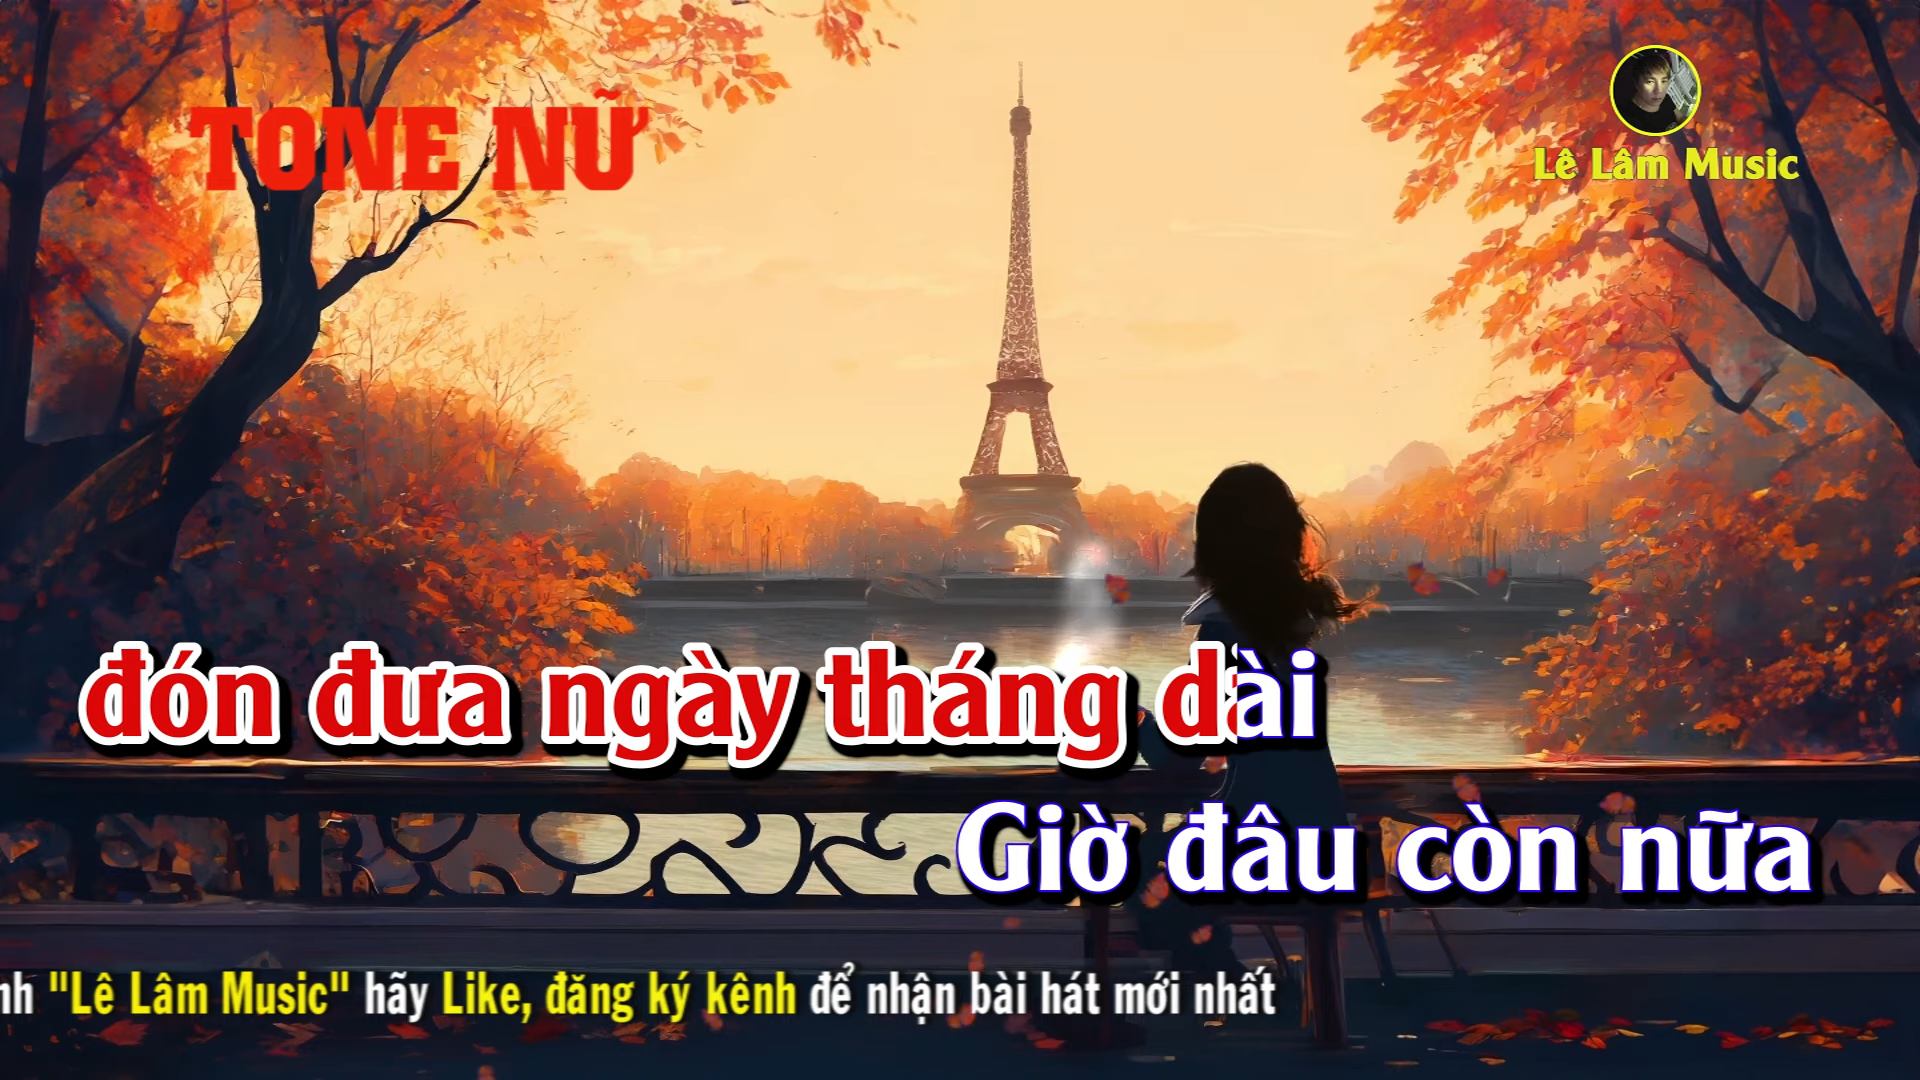 TONE NỮ
Lê Lâm Music
đón đưa ngày tháng dài
Giờ đâu còn nữa
nh "Lê Lâm Music" hãy Like, đăng ký kênh để nhận bài hát mới nhất